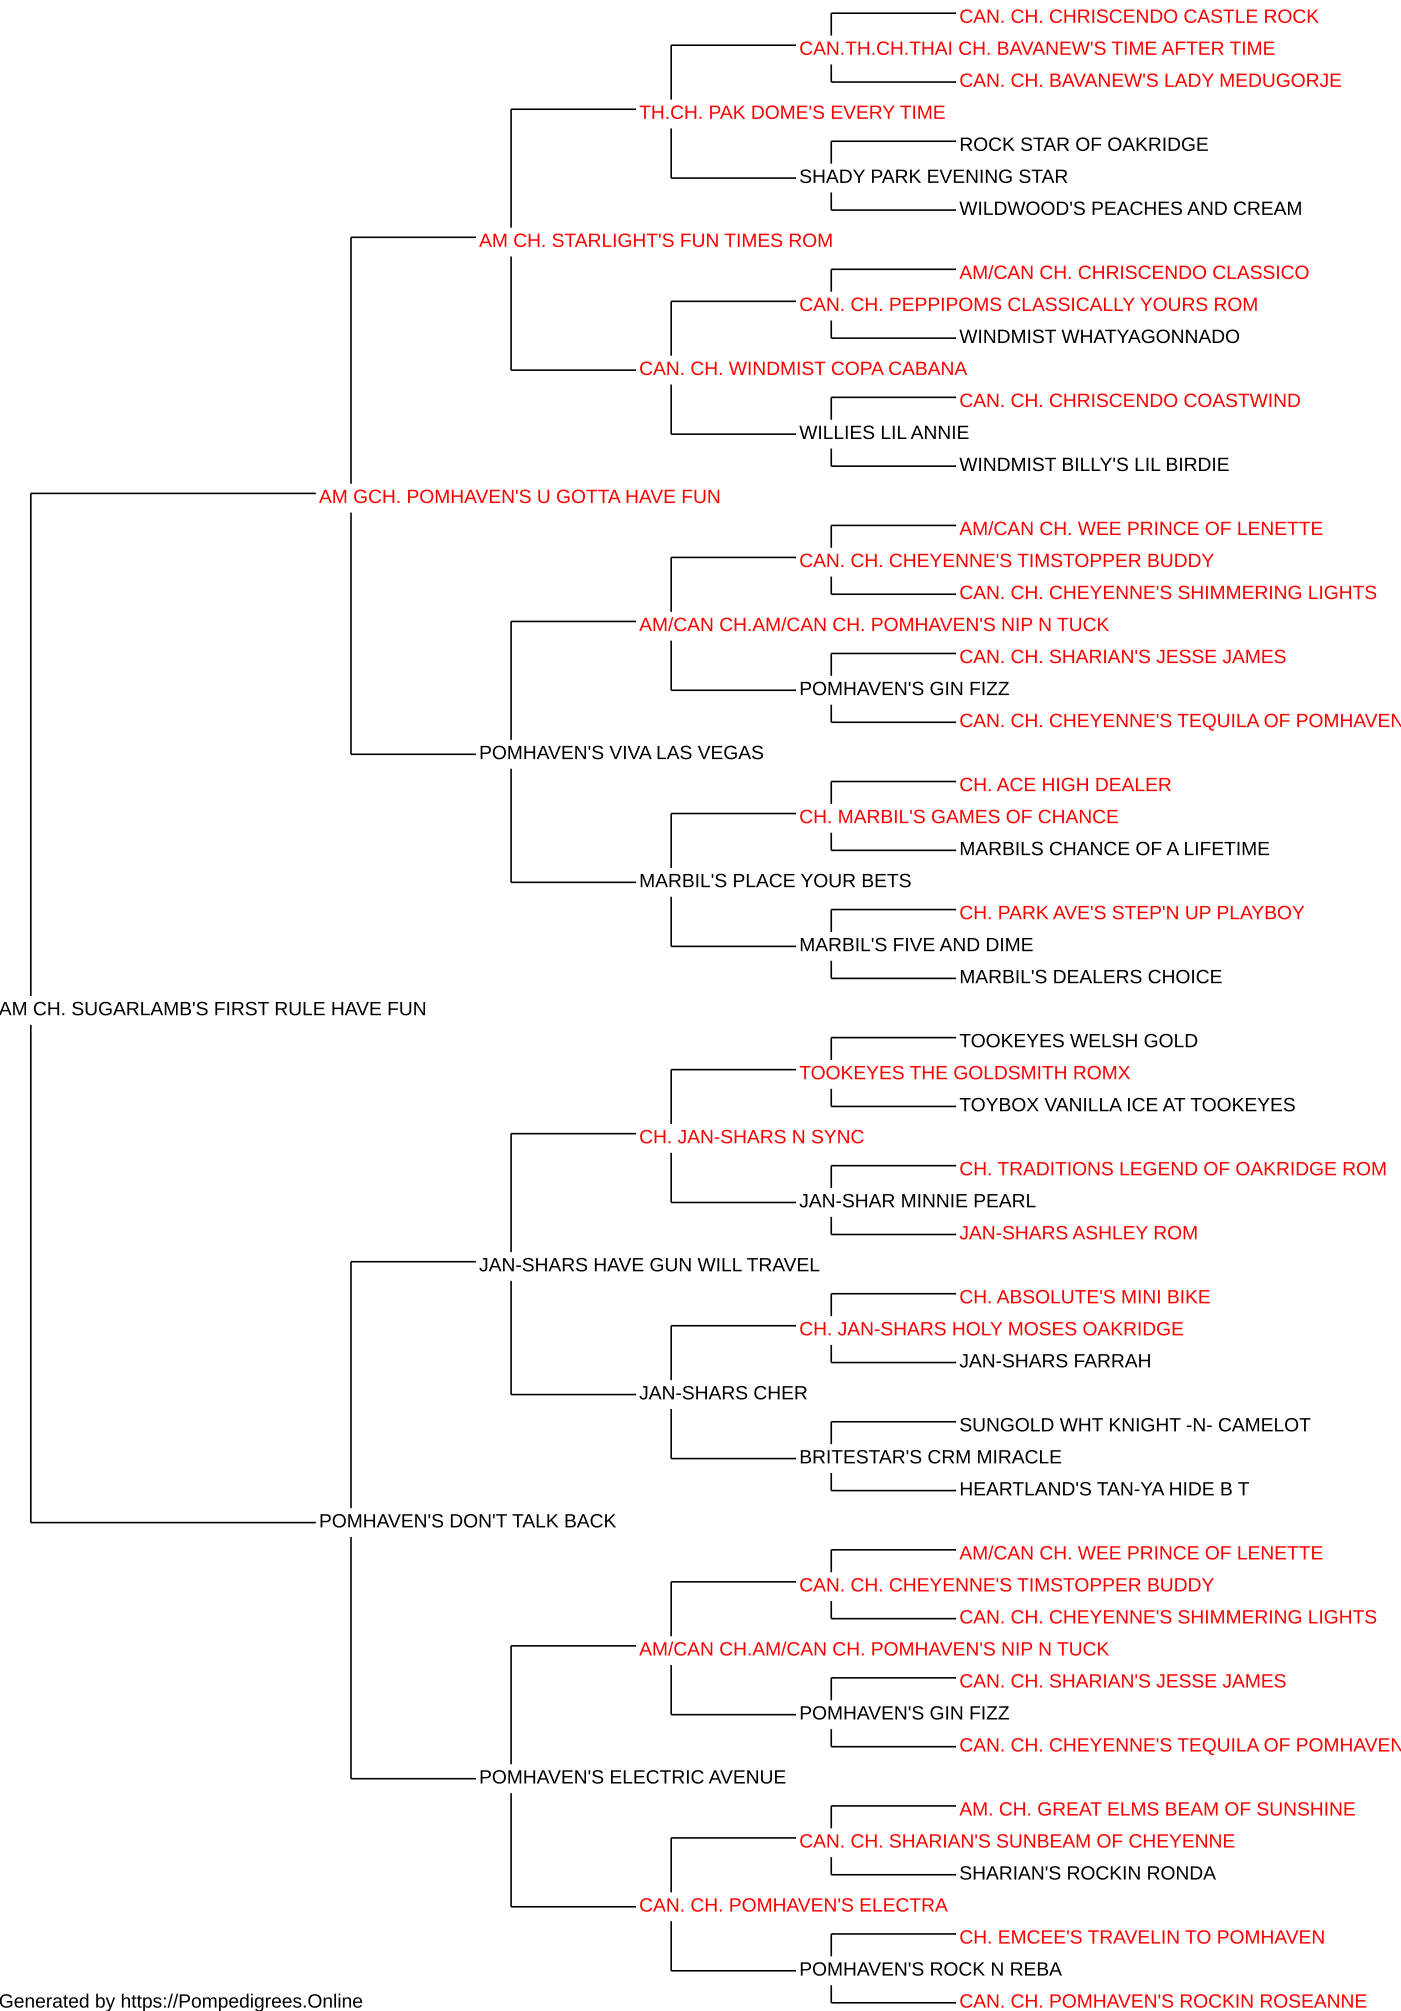 CAN. CH. CHRISCENDO CASTLE ROCK
CAN.TH.CH.THAI CH. BAVANEW'S TIME AFTER TIME
CAN. CH. BAVANEW'S LADY MEDUGORJE
TH.CH. PAK DOME'S EVERY TIME
ROCK STAR OF OAKRIDGE
SHADY PARK EVENING STAR
WILDWOOD'S PEACHES AND CREAM
AM CH. STARLIGHT'S FUN TIMES ROM
AM/CAN CH. CHRISCENDO CLASSICO
CAN. CH. PEPPIPOMS CLASSICALLY YOURS ROM
WINDMIST WHATYAGONNADO
CAN. CH. WINDMIST COPA CABANA
CAN. CH. CHRISCENDO COASTWIND
WILLIES LIL ANNIE
WINDMIST BILLY'S LIL BIRDIE
AM GCH. POMHAVEN'S U GOTTA HAVE FUN
AM/CAN CH. WEE PRINCE OF LENETTE
CAN. CH. CHEYENNE'S TIMSTOPPER BUDDY
CAN. CH. CHEYENNE'S SHIMMERING LIGHTS
AM/CAN CH.AM/CAN CH. POMHAVEN'S NIP N TUCK
CAN. CH. SHARIAN'S JESSE JAMES
POMHAVEN'S GIN FIZZ
CAN. CH. CHEYENNE'S TEQUILA OF POMHAVEN
POMHAVEN'S VIVA LAS VEGAS
CH. ACE HIGH DEALER
CH. MARBIL'S GAMES OF CHANCE
MARBILS CHANCE OF A LIFETIME
MARBIL'S PLACE YOUR BETS
CH. PARK AVE'S STEP'N UP PLAYBOY
MARBIL'S FIVE AND DIME
MARBIL'S DEALERS CHOICE
AM CH. SUGARLAMB'S FIRST RULE HAVE FUN
TOOKEYES WELSH GOLD
TOOKEYES THE GOLDSMITH ROMX
TOYBOX VANILLA ICE AT TOOKEYES
CH. JAN-SHARS N SYNC
CH. TRADITIONS LEGEND OF OAKRIDGE ROM
JAN-SHAR MINNIE PEARL
JAN-SHARS ASHLEY ROM
JAN-SHARS HAVE GUN WILL TRAVEL
CH. ABSOLUTE'S MINI BIKE
CH. JAN-SHARS HOLY MOSES OAKRIDGE
JAN-SHARS FARRAH
JAN-SHARS CHER
SUNGOLD WHT KNIGHT -N- CAMELOT
BRITESTAR'S CRM MIRACLE
HEARTLAND'S TAN-YA HIDE B T
POMHAVEN'S DON'T TALK BACK
AM/CAN CH. WEE PRINCE OF LENETTE
CAN. CH. CHEYENNE'S TIMSTOPPER BUDDY
CAN. CH. CHEYENNE'S SHIMMERING LIGHTS
AM/CAN CH.AM/CAN CH. POMHAVEN'S NIP N TUCK
CAN. CH. SHARIAN'S JESSE JAMES
POMHAVEN'S GIN FIZZ
CAN. CH. CHEYENNE'S TEQUILA OF POMHAVEN
POMHAVEN'S ELECTRIC AVENUE
AM. CH. GREAT ELMS BEAM OF SUNSHINE
CAN. CH. SHARIAN'S SUNBEAM OF CHEYENNE
SHARIAN'S ROCKIN RONDA
CAN. CH. POMHAVEN'S ELECTRA
CH. EMCEE'S TRAVELIN TO POMHAVEN
POMHAVEN'S ROCK N REBA
CAN. CH. POMHAVEN'S ROCKIN ROSEANNE
Generated by https://Pompedigrees.Online